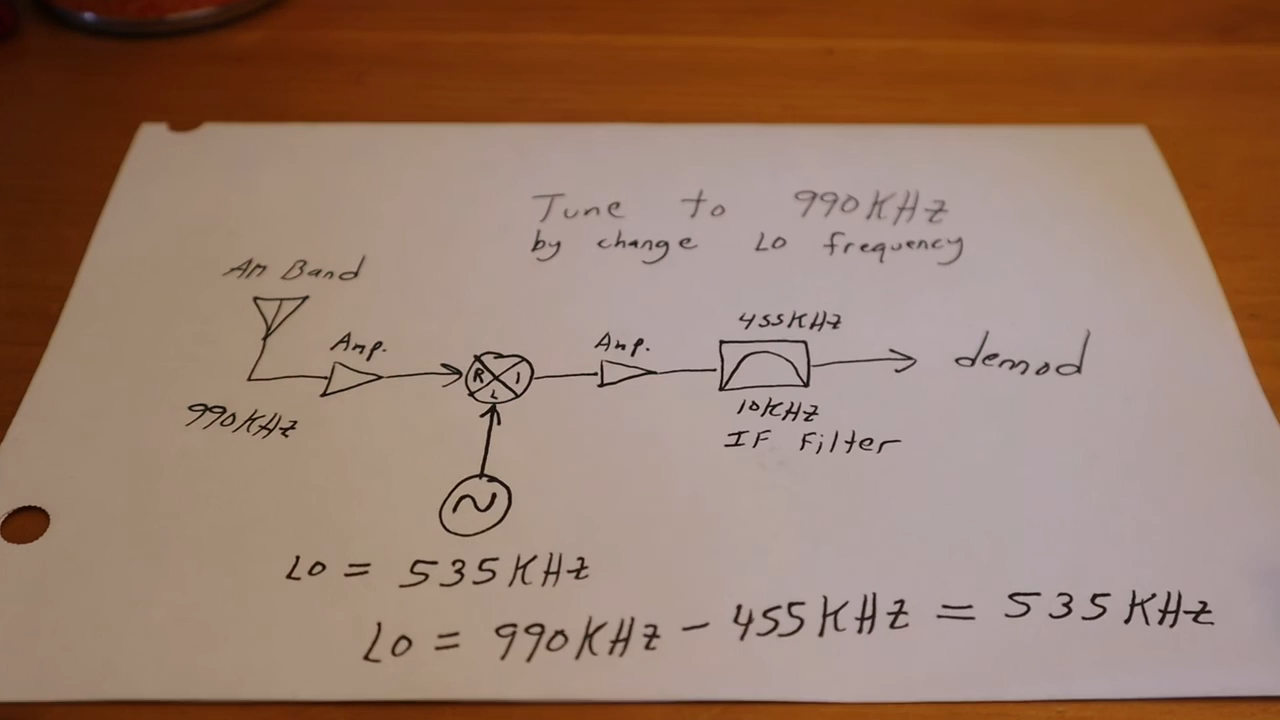 Tune to 990KHz
by change LO frequency
AM Band
Amp.
990KHz
R I
L
Amp.
455KHz
10KHz
IF Filter
demod
LO = 535KHz
LO = 990KHz - 455KHz = 535KHz